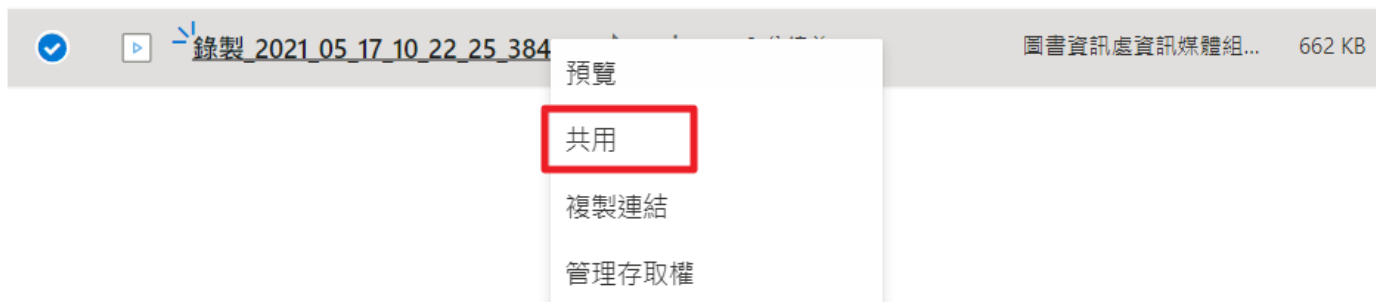 錄製_2021_05_17_10_22_25_384
圖書資訊處資訊媒體組...
662 KB
預覽
共用
複製連結
管理存取權